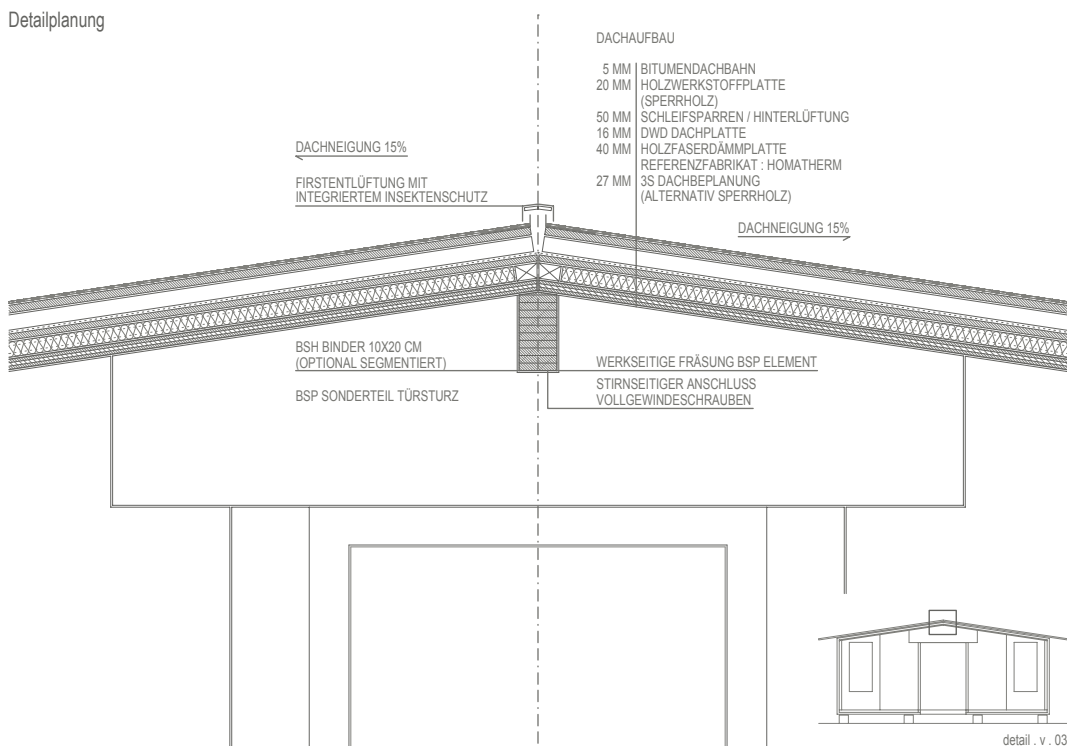 Detailplanung
DACHAUFBAU
5 MM BITUMENDACHBAHN
20 MM HOLZWERKSTOFFPLATTE
(SPERRHOLZ)
50 MM SCHLEIFSPARREN / HINTERLÜFTUNG
16 MM DWD DACHPLATTE
40 MM HOLZFASERDÄMMPLATTE
REFERENZFABRIKAT : HOMATHERM
27 MM 3S DACHBEPLANUNG
(ALTERNATIV SPERRHOLZ)
DACHNEIGUNG 15%
FIRSTENTLÜFTUNG MIT
INTEGRIERTEM INSEKTENSCHUTZ
DACHNEIGUNG 15%
BSH BINDER 10X20 CM
(OPTIONAL SEGMENTIERT)
BSP SONDERTEIL TÜRSTURZ
WERKSEITIGE FRÄSUNG BSP ELEMENT
STIRNSEITIGER ANSCHLUSS
VOLLGEWINDESCHRAUBEN
detail . v . 03